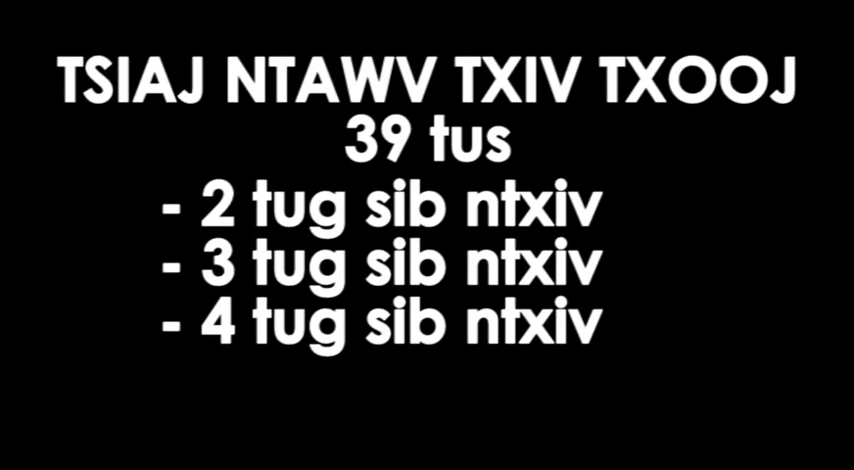 TSIAJ NTAWV TXIV TXOOJ
39 tus
- 2 tug sib ntxiv
- 3 tug sib ntxiv
- 4 tug sib ntxiv